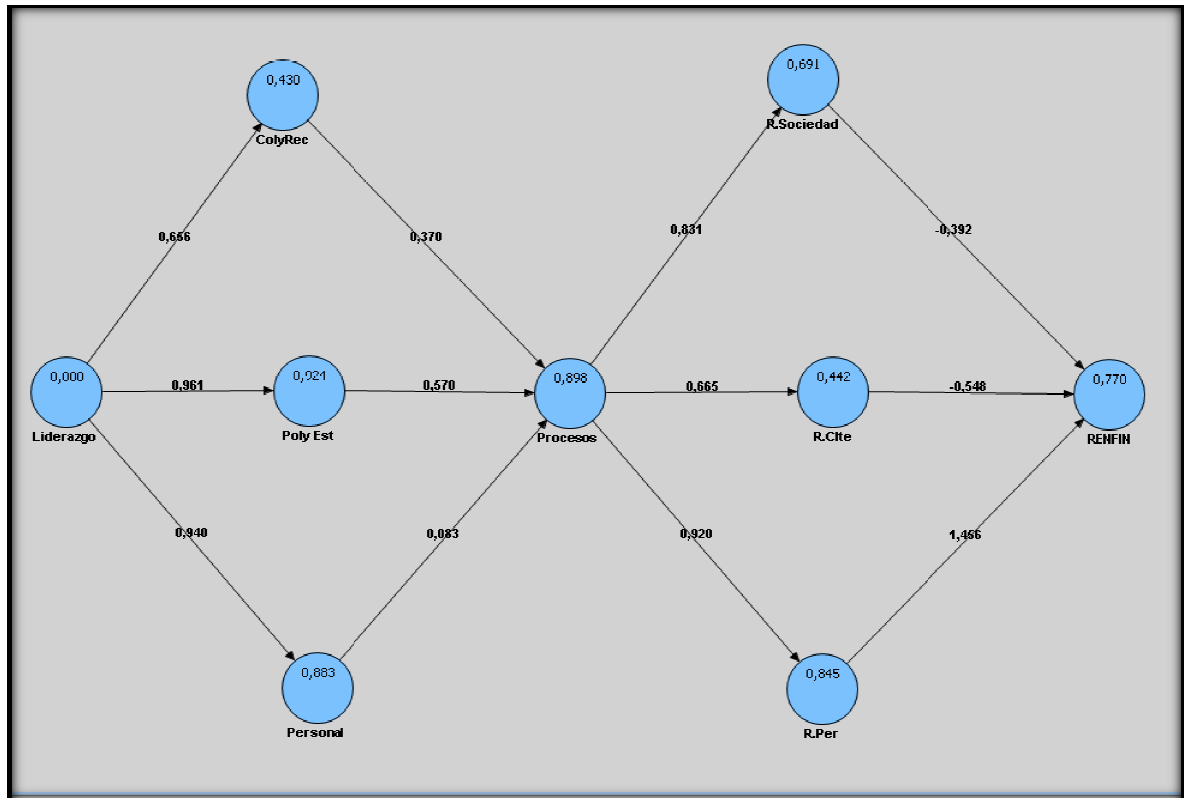 0,430
ColyRec
0,691
R.Sociedad
0,656
0,370
0,831
-0,392
0,000
Liderazgo
0,961
0,921
Poly Est
0,570
0,898
Procesos
0,665
0,442
R.Clte
-0,548
0,770
RENFIN
0,940
0,083
0,920
1,456
0,883
Personal
0,845
R.Per